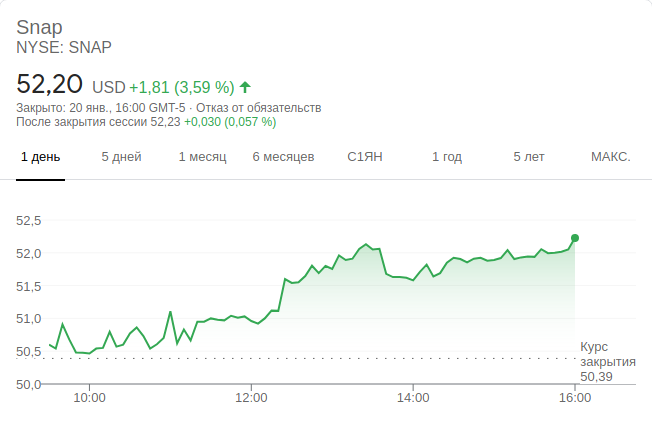 Snap
NYSE: SNAP
52,20 USD +1,81 (3,59 %)
Закрыто: 20 янв., 16:00 GMT-5 · Отказ от обязательств
После закрытия сессии 52,23 +0,030 (0,057 %)
1 день 5 дней 1 месяц 6 месяцев С1ЯН 1 год 5 лет МАКС.
52,5
52,0
51,5
51,0
50,5
50,0
Курс
закрытия
50,39
10:00 12:00 14:00 16:00